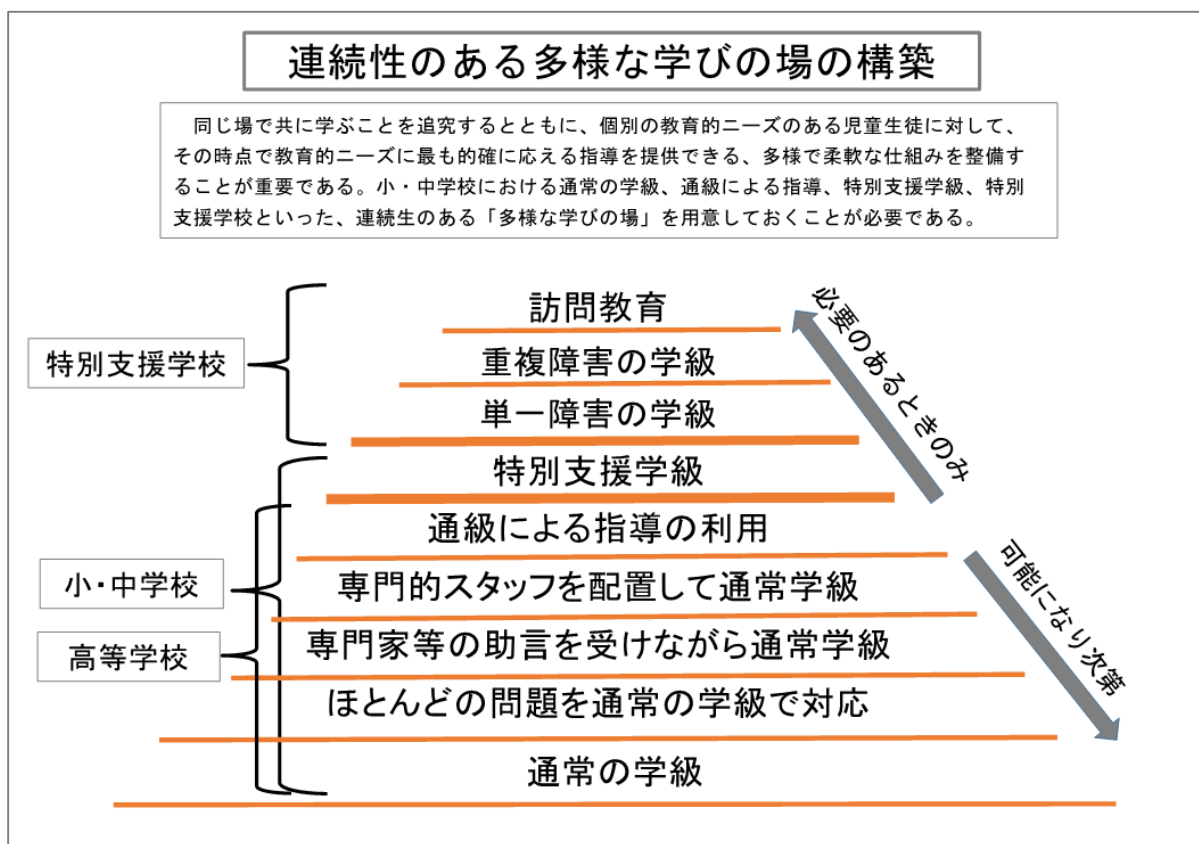 連続性のある多様な学びの場の構築
同じ場で共に学ぶことを追究するとともに、個別の教育的ニーズのある児童生徒に対して、
その時点で教育的ニーズに最も的確に応える指導を提供できる、多様で柔軟な仕組みを整備す
ることが重要である。小・中学校における通常の学級、通級による指導、特別支援学級、特別
支援学校といった、連続生のある「多様な学びの場」を用意しておくことが必要である。
訪問教育
重複障害の学級
単一障害の学級
特別支援学級
通級による指導の利用
専門的スタッフを配置して通常学級
専門家等の助言を受けながら通常学級
ほとんどの問題を通常の学級で対応
通常の学級
特別支援学校
小・中学校
高等学校
必要のあるときのみ
可能になり次第